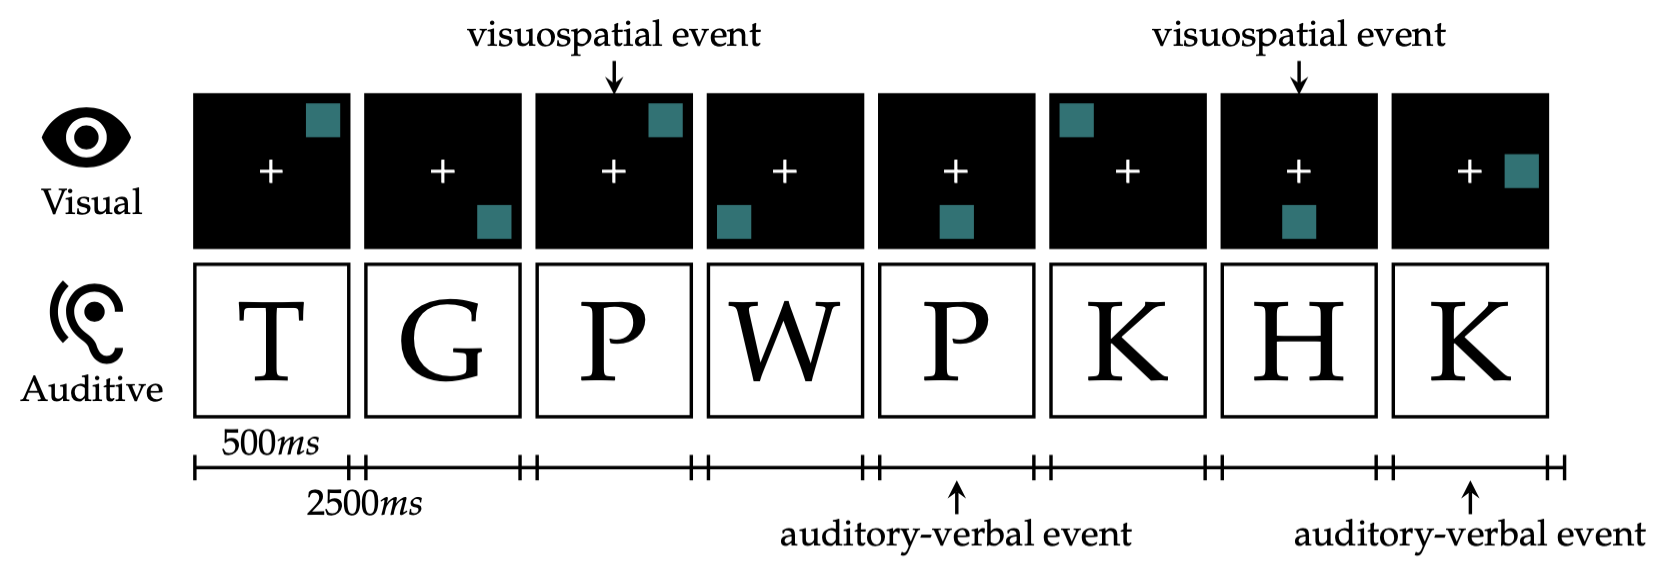 visuospatial event visuospatial event
Visual
T G P W P K H K
Auditive
500ms
2500ms
auditory-verbal event auditory-verbal event